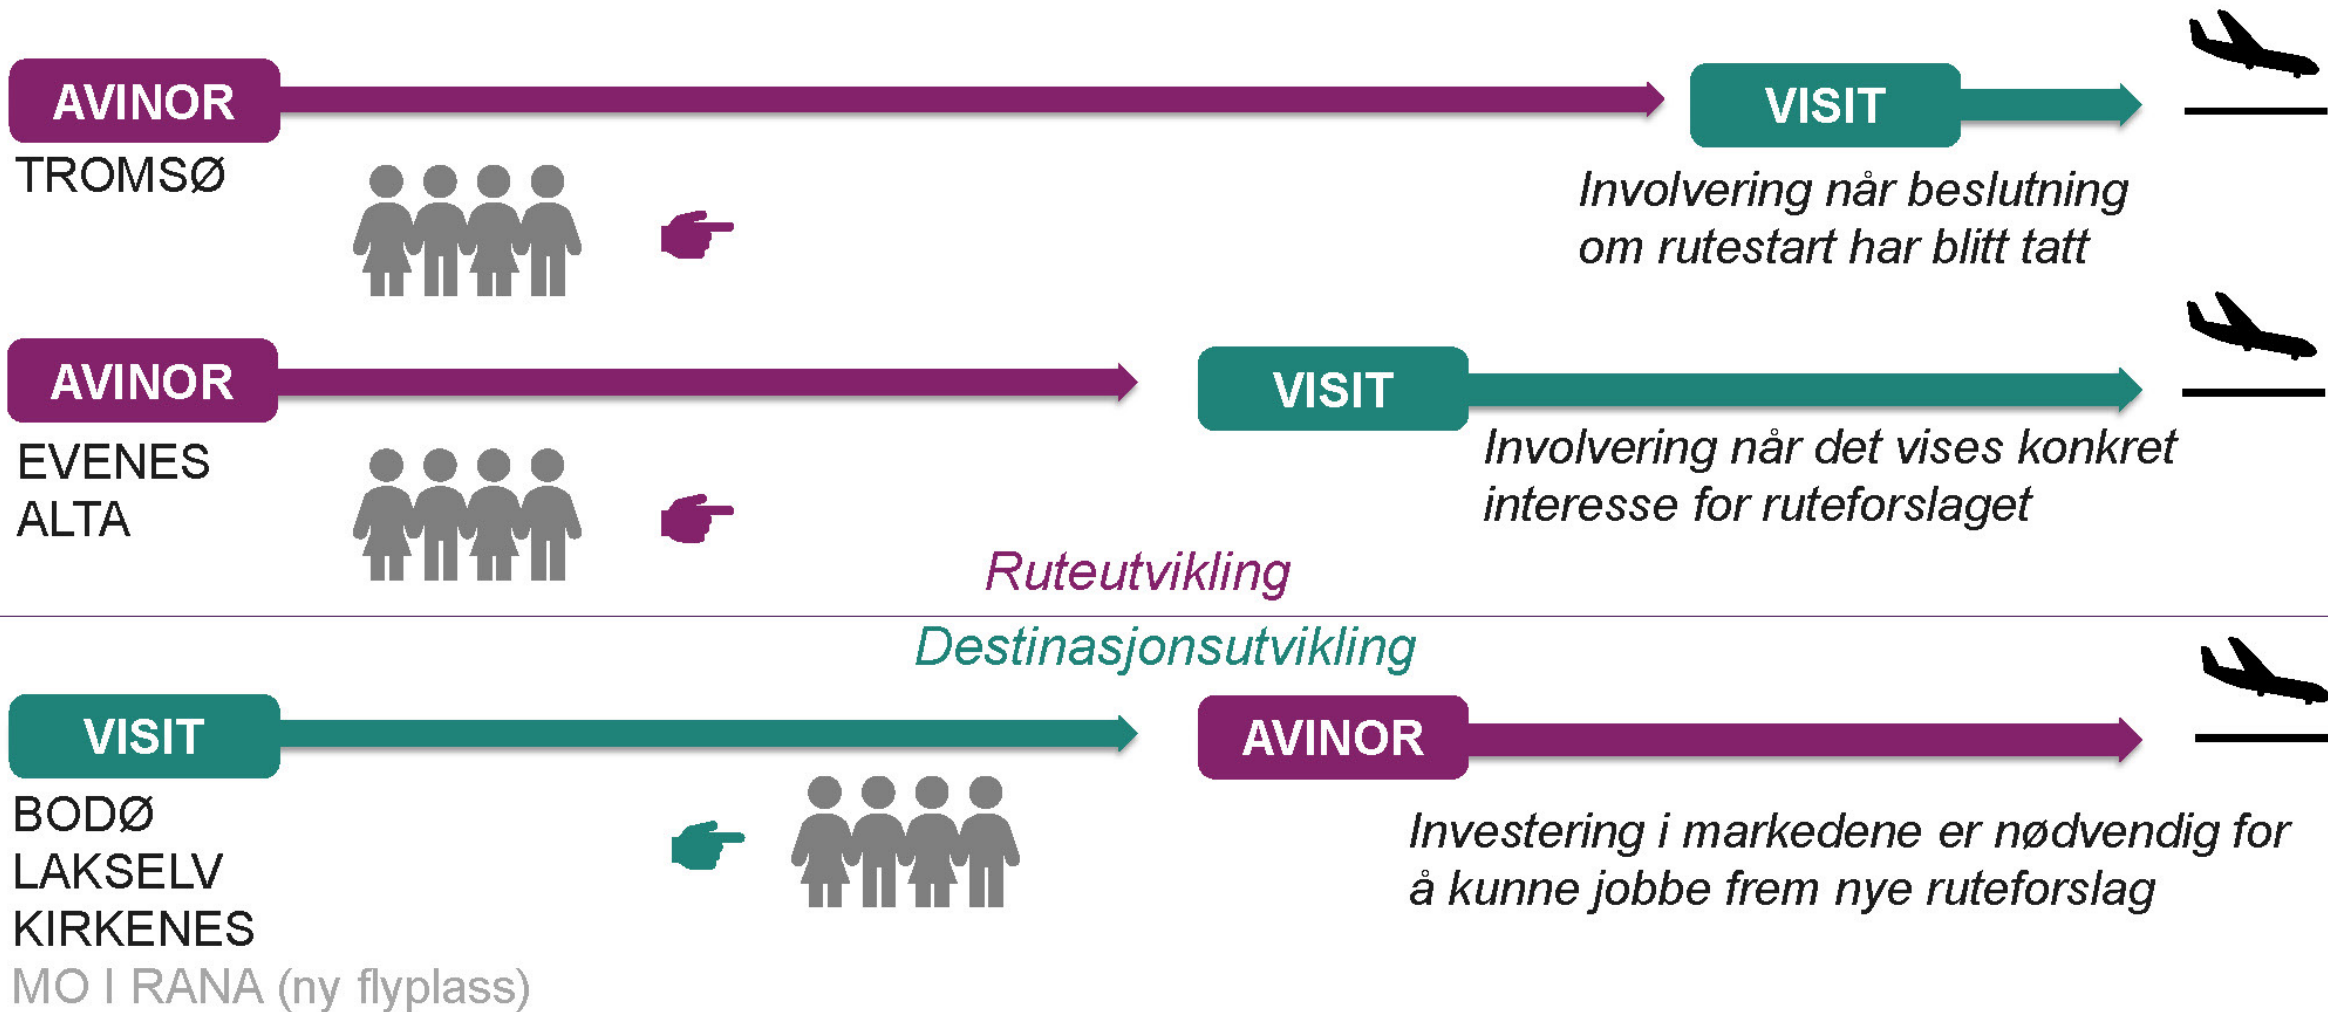 AVINOR
VISIT
TROMSØ
Involvering når beslutning
om rutestart har blitt tatt
AVINOR
VISIT
EVENES
ALTA
Involvering når det vises konkret
interesse for ruteforslaget
Ruteutvikling
Destinasjonsutvikling
VISIT
AVINOR
BODØ
LAKSELV
KIRKENES
MO I RANA (ny flyplass)
Investering i markedene er nødvendig for
å kunne jobbe frem nye ruteforslag